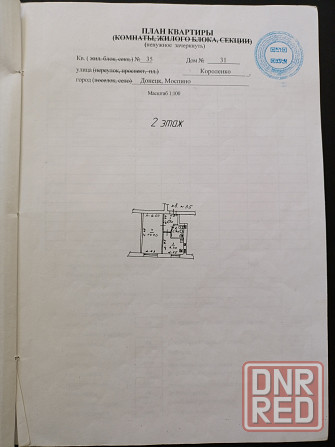 ПЛАН КВАРТИРЫ
(КОМНАТЫ, ЖИЛОГО БЛОКА, СЕКЦИИ)
(ненужное зачеркнуть)
Кв. ( жил. блок, секц.) № 35 Дом № 31
улица (переулок, проспект, пл.) Короленко
город (поселок, село) Донецк, Моспино
Масштаб 1:100
2 этаж
DNR
RED